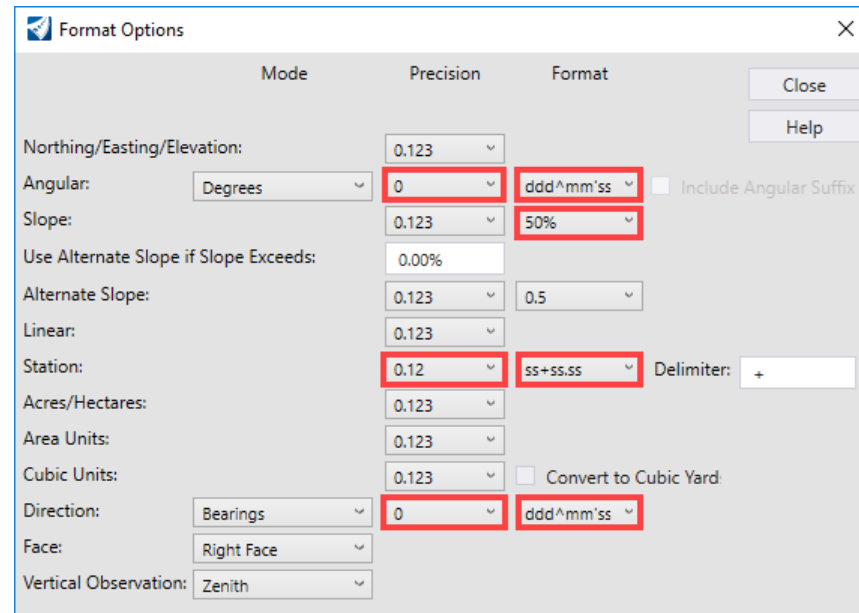 Format Options
Mode Precision Format
Close
Help
Northing/Easting/Elevation: 0.123
Angular: Degrees 0 ddd^mm'ss Include Angular Suffix
Slope: 0.123 50%
Use Alternate Slope if Slope Exceeds: 0.00%
Alternate Slope: 0.123 0.5
Linear: 0.123
Station: 0.12 ss+ss.ss Delimiter: +
Acres/Hectares: 0.123
Area Units: 0.123
Cubic Units: 0.123 Convert to Cubic Yard
Direction: Bearings 0 ddd^mm'ss
Face: Right Face
Vertical Observation: Zenith